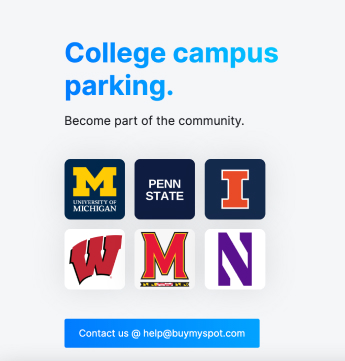 College campus
parking.
Become part of the community.
M
UNIVERSITY OF
MICHIGAN
PENN
STATE
I
W
M
N
Contact us @ help@buymyspot.com